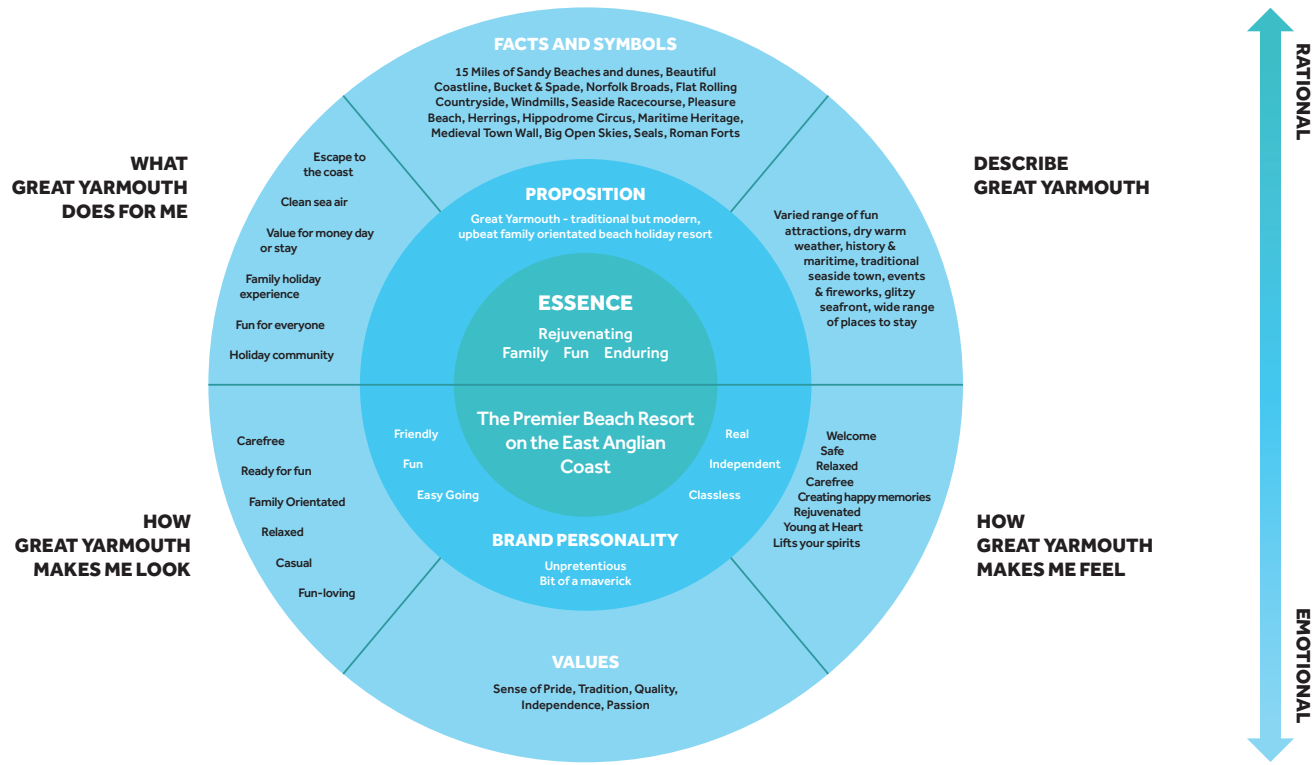 FACTS AND SYMBOLS
15 Miles of Sandy Beaches and dunes, Beautiful
Coastline, Bucket & Spade, Norfolk Broads, Flat Rolling
Countryside, Windmills, Seaside Racecourse, Pleasure
Beach, Herrings, Hippodrome Circus, Maritime Heritage,
Medieval Town Wall, Big Open Skies, Seals, Roman Forts
WHAT
GREAT YARMOUTH
DOES FOR ME
Escape to
the coast
Clean sea air
Value for money day
or stay
Family holiday
experience
Fun for everyone
Holiday community
PROPOSITION
Great Yarmouth - traditional but modern,
upbeat family orientated beach holiday resort
ESSENCE
Rejuvenating
Family Fun Enduring
DESCRIBE
GREAT YARMOUTH
Varied range of fun
attractions, dry warm
weather, history &
maritime, traditional
seaside town, events
& fireworks, glitzy
seafront, wide range
of places to stay
The Premier Beach Resort
on the East Anglian
Coast
HOW
GREAT YARMOUTH
MAKES ME LOOK
Carefree
Ready for fun
Family Orientated
Relaxed
Casual
Fun-loving
Friendly
Fun
Easy Going
Real
Independent
Classless
BRAND PERSONALITY
Unpretentious
Bit of a maverick
HOW
GREAT YARMOUTH
MAKES ME FEEL
Welcome
Safe
Relaxed
Carefree
Creating happy memories
Rejuvenated
Young at Heart
Lifts your spirits
VALUES
Sense of Pride, Tradition, Quality,
Independence, Passion
RATIONAL
EMOTIONAL